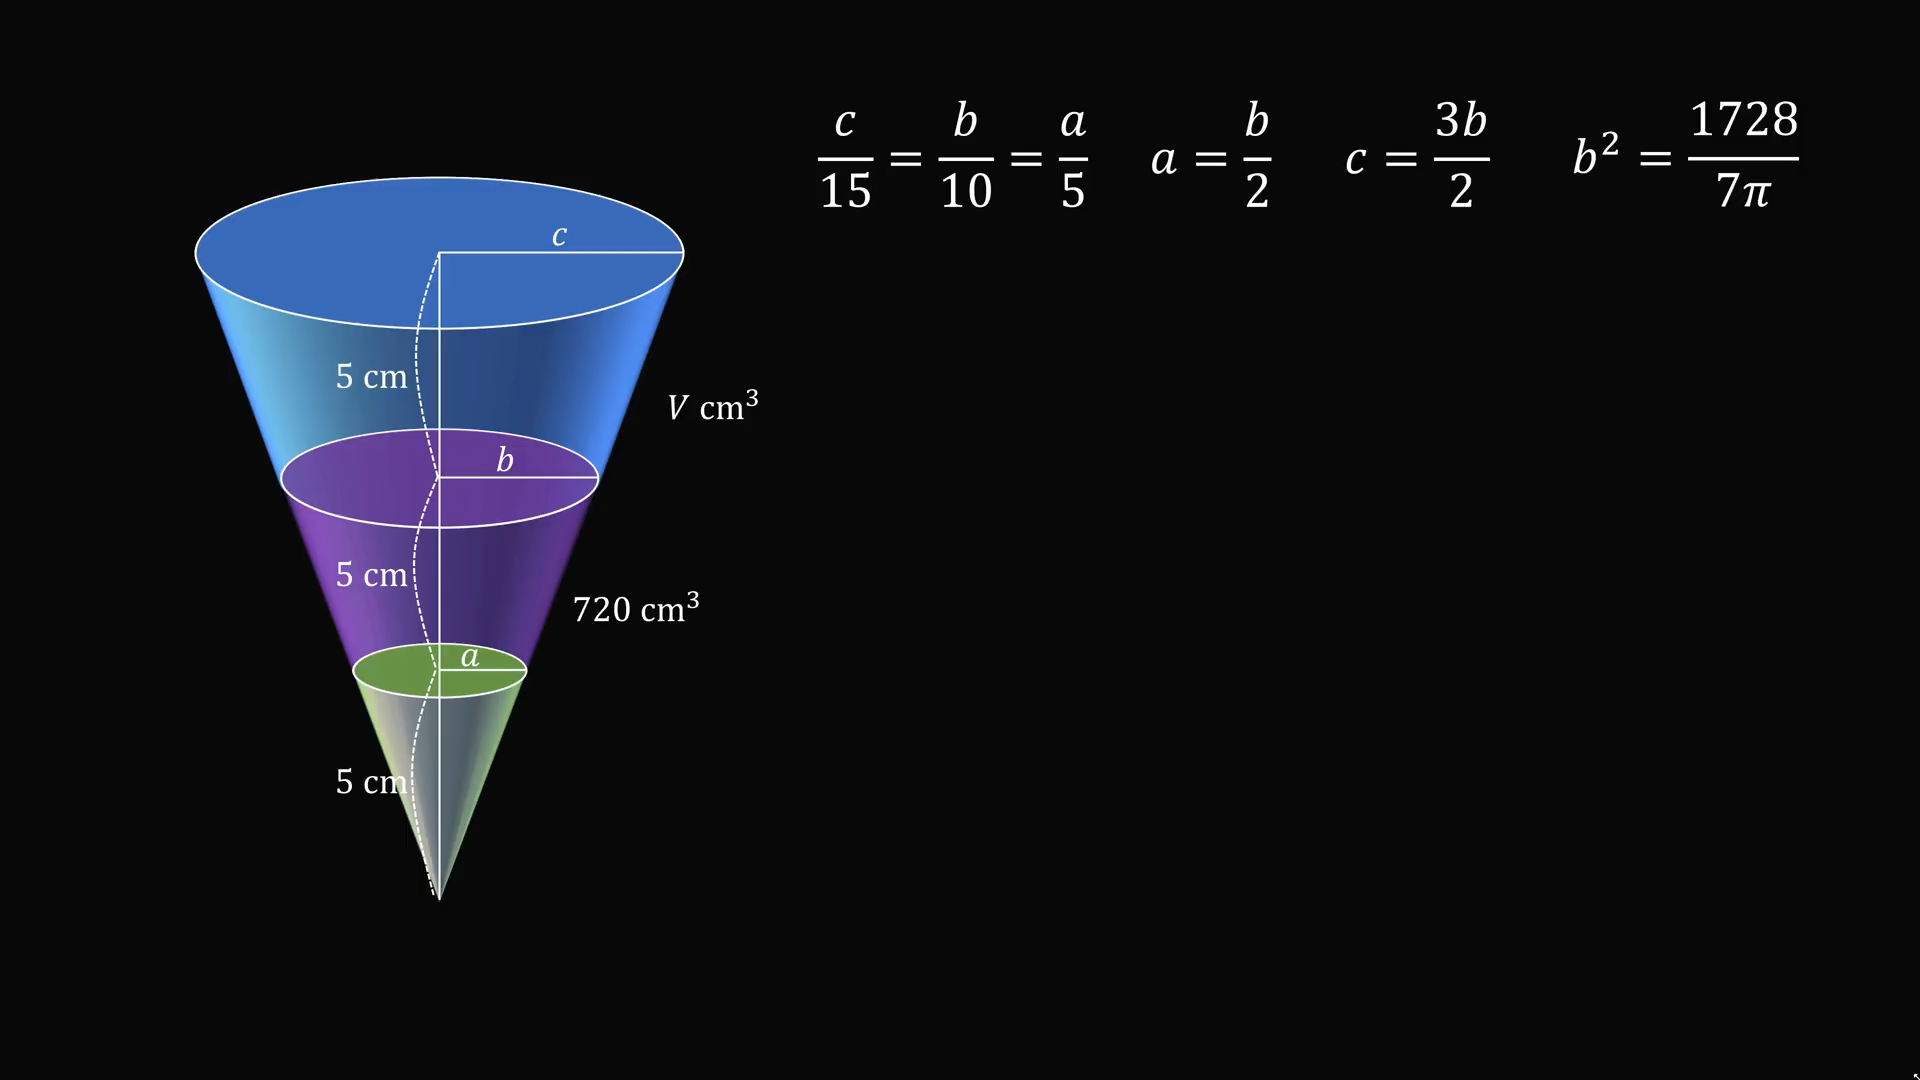 c/15 = b/10 = a/5 a = b/2 c = 3b/2 b² = 1728/7π
c
5 cm
V cm³
b
5 cm
720 cm³
a
5 cm